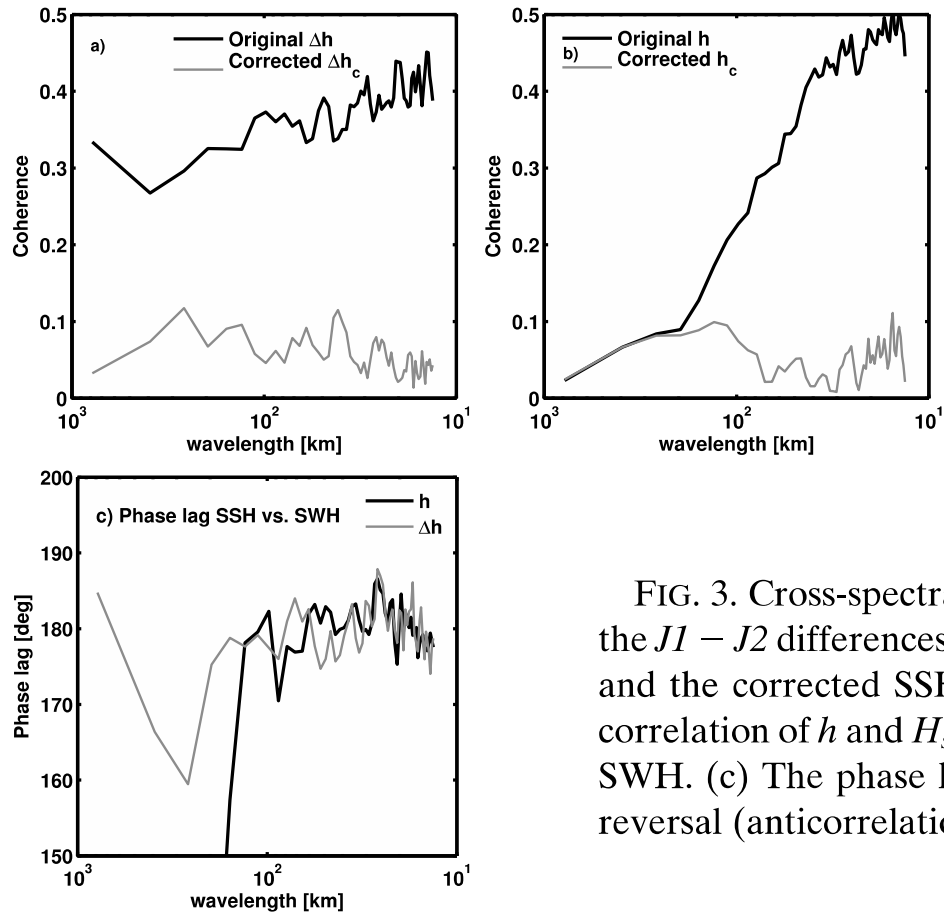 a)
Original Δh
Corrected Δh_c
0.5
0.4
0.3
0.2
0.1
0
Coherence
10^3
10^2
10^1
wavelength [km]
b)
Original h
Corrected h_c
0.5
0.4
0.3
0.2
0.1
0
Coherence
10^3
10^2
10^1
wavelength [km]
c) Phase lag SSH vs. SWH
h
Δh
200
190
180
170
160
150
Phase lag [deg]
10^3
10^2
10^1
wavelength [km]
FIG. 3. Cross-spectra
the J1 − J2 differences
and the corrected SSH
correlation of h and H
SWH. (c) The phase l
reversal (anticorrelatio